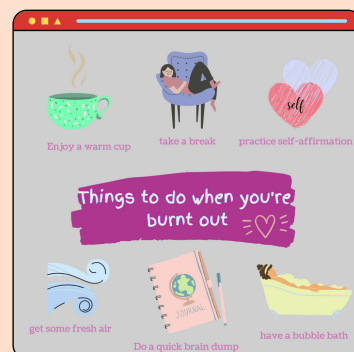 Enjoy a warm cup
take a break
self
practice self-affirmation
Things to do when you're
burnt out
get some fresh air
JOURNAL
Do a quick brain dump
have a bubble bath